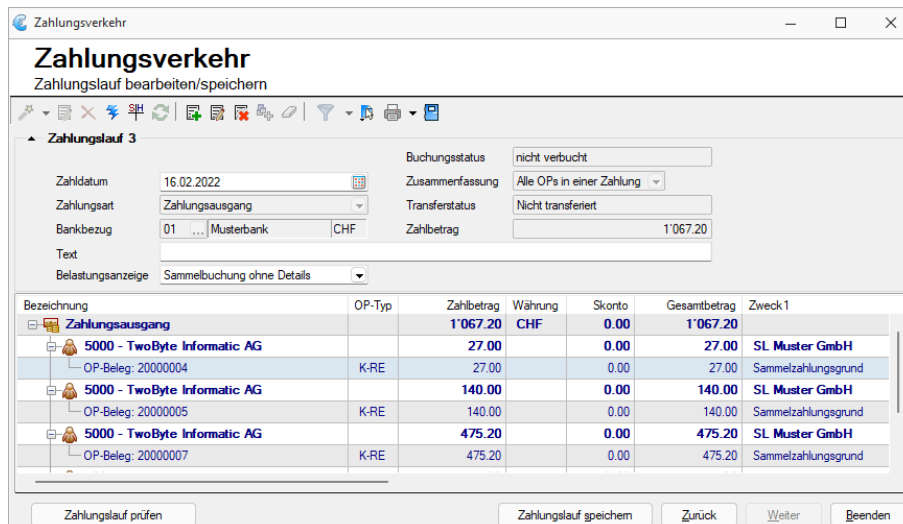 Zahlungsverkehr
Zahlungsverkehr
Zahlungslauf bearbeiten/speichern
Zahlungslauf 3
Buchungsstatus nicht verbucht
Zahldatum 16.02.2022 Zusammenfassung Alle OPs in einer Zahlung
Zahlungsart Zahlungsausgang Transferstatus Nicht transferiert
Bankbezug 01 ... Musterbank CHF Zahlbetrag 1'067.20
Text
Belastungsanzeige Sammelbuchung ohne Details
Bezeichnung OP-Typ Zahlbetrag Währung Skonto Gesamtbetrag Zweck1
Zahlungsausgang 1'067.20 CHF 0.00 1'067.20
5000 - TwoByte Informatic AG 27.00 0.00 27.00 SL Muster GmbH
OP-Beleg: 20000004 K-RE 27.00 0.00 27.00 Sammelzahlungsgrund
5000 - TwoByte Informatic AG 140.00 0.00 140.00 SL Muster GmbH
OP-Beleg: 20000005 K-RE 140.00 0.00 140.00 Sammelzahlungsgrund
5000 - TwoByte Informatic AG 475.20 0.00 475.20 SL Muster GmbH
OP-Beleg: 20000007 K-RE 475.20 0.00 475.20 Sammelzahlungsgrund
Zahlungslauf prüfen Zahlungslauf speichern Zurück Weiter Beenden